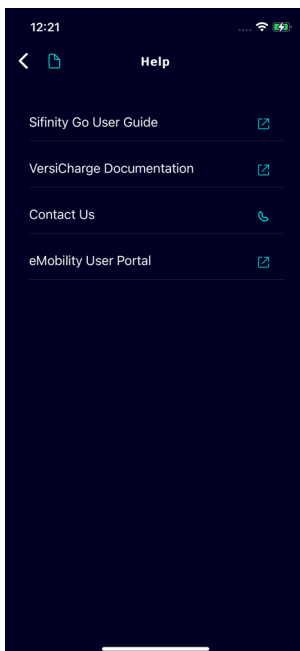 12:21
Help
Sifinity Go User Guide
VersiCharge Documentation
Contact Us
eMobility User Portal